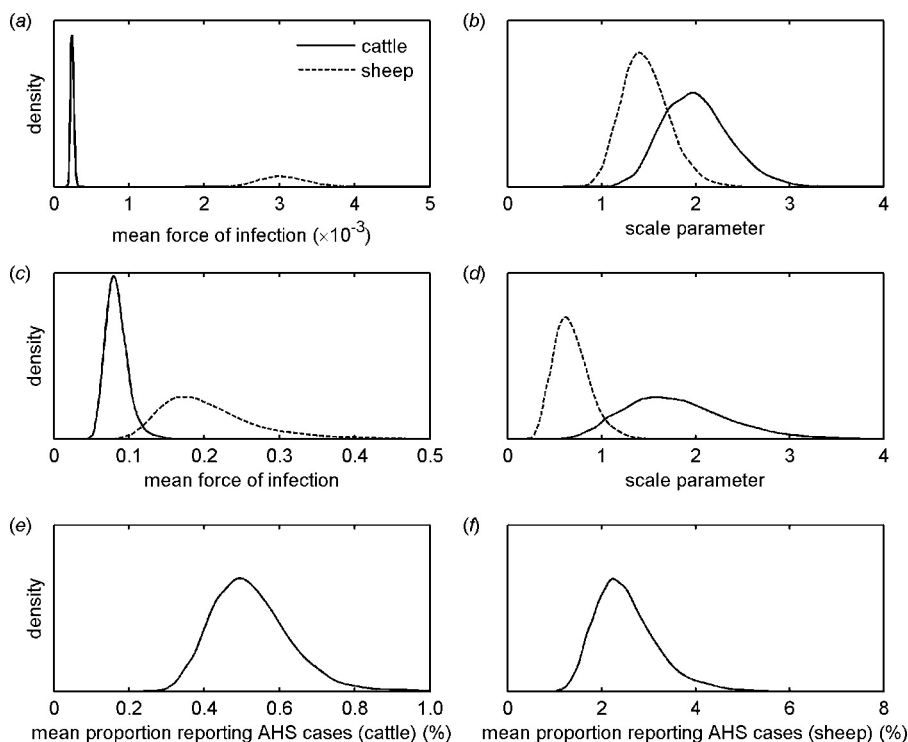 (a)
cattle
sheep
density
0 1 2 3 4 5
mean force of infection (×10⁻³)
(b)
0 1 2 3 4
scale parameter
(c)
density
0 0.1 0.2 0.3 0.4 0.5
mean force of infection
(d)
0 1 2 3 4
scale parameter
(e)
density
0 0.2 0.4 0.6 0.8 1.0
mean proportion reporting AHS cases (cattle) (%)
(f)
0 2 4 6 8
mean proportion reporting AHS cases (sheep) (%)